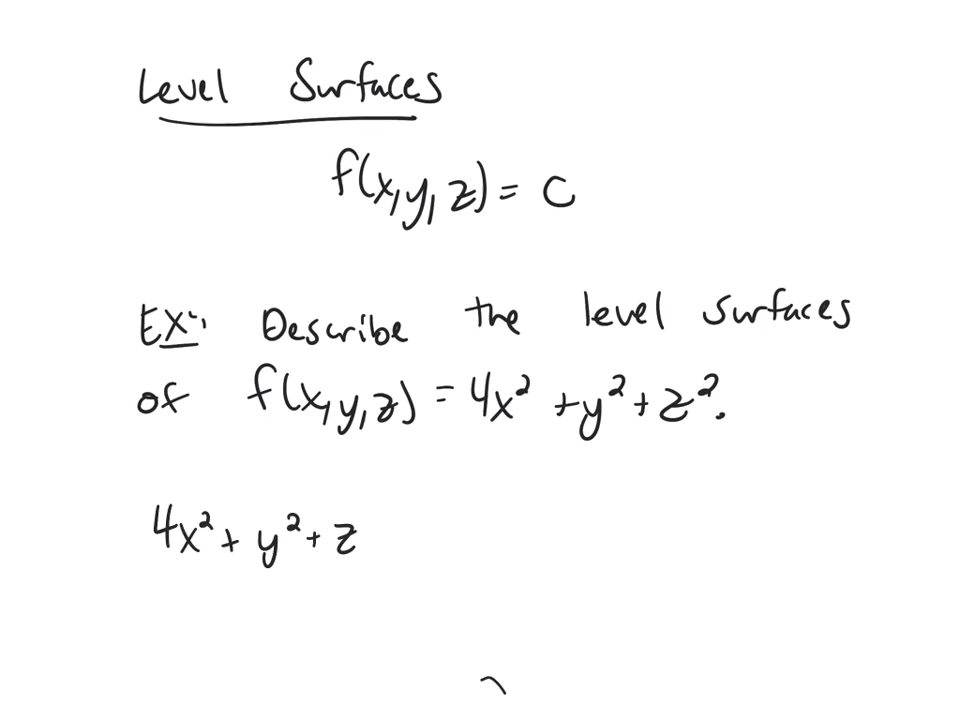 Level Surfaces
f(x,y,z) = C
Ex: Describe the level surfaces
of f(x,y,z) = 4x² + y² + z².
4x² + y² + z